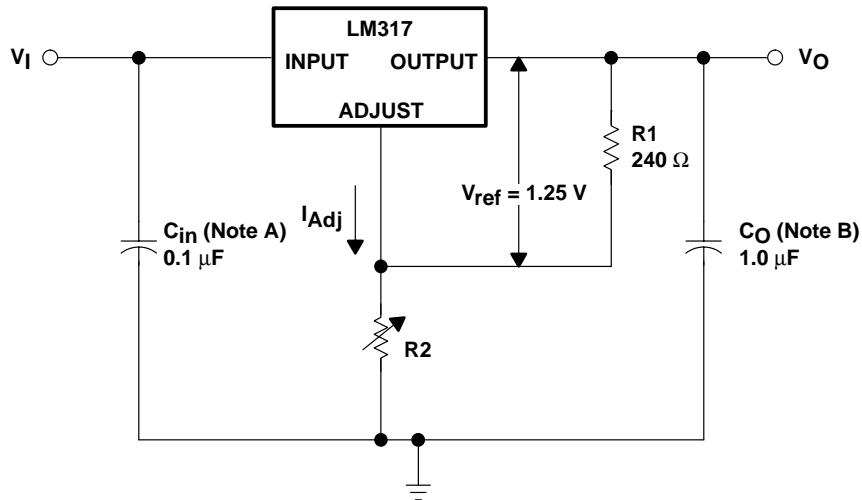 LM317
V_I
INPUT
OUTPUT
V_O
ADJUST
R1
240 Ω
V_ref = 1.25 V
I_Adj
C_in (Note A)
0.1 μF
C_O (Note B)
1.0 μF
R2